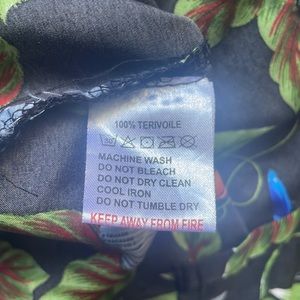 100% TERIVOILE
MACHINE WASH
DO NOT BLEACH
DO NOT DRY CLEAN
COOL IRON
DO NOT TUMBLE DRY
KEEP AWAY FROM FIRE